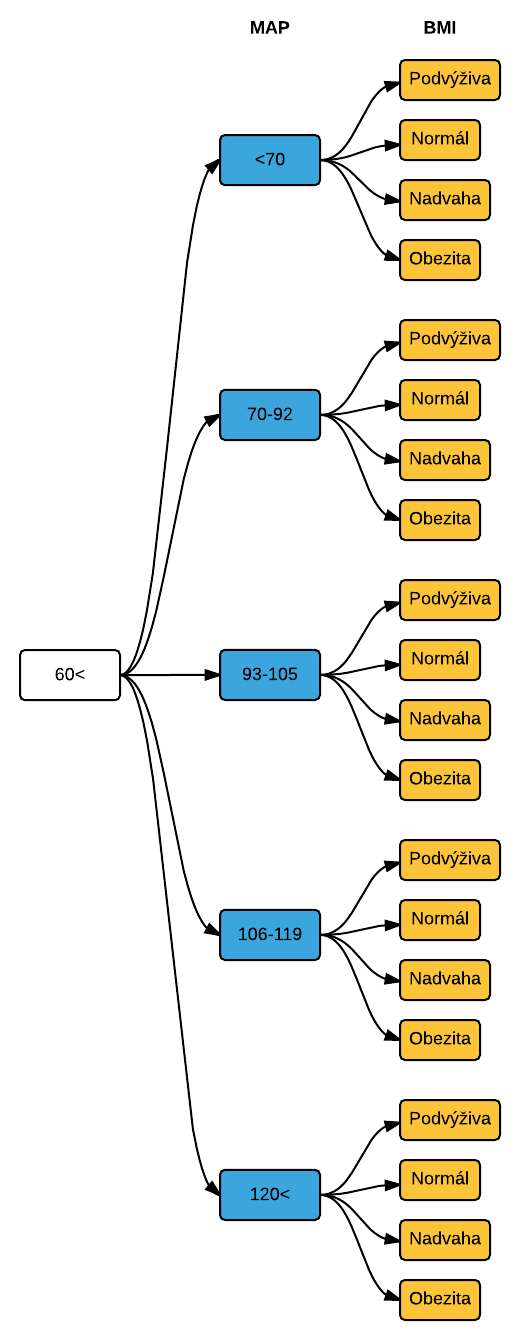 MAP
BMI
60<
<70
Podvýživa
Normál
Nadvaha
Obezita
70-92
Podvýživa
Normál
Nadvaha
Obezita
93-105
Podvýživa
Normál
Nadvaha
Obezita
106-119
Podvýživa
Normál
Nadvaha
Obezita
120<
Podvýživa
Normál
Nadvaha
Obezita